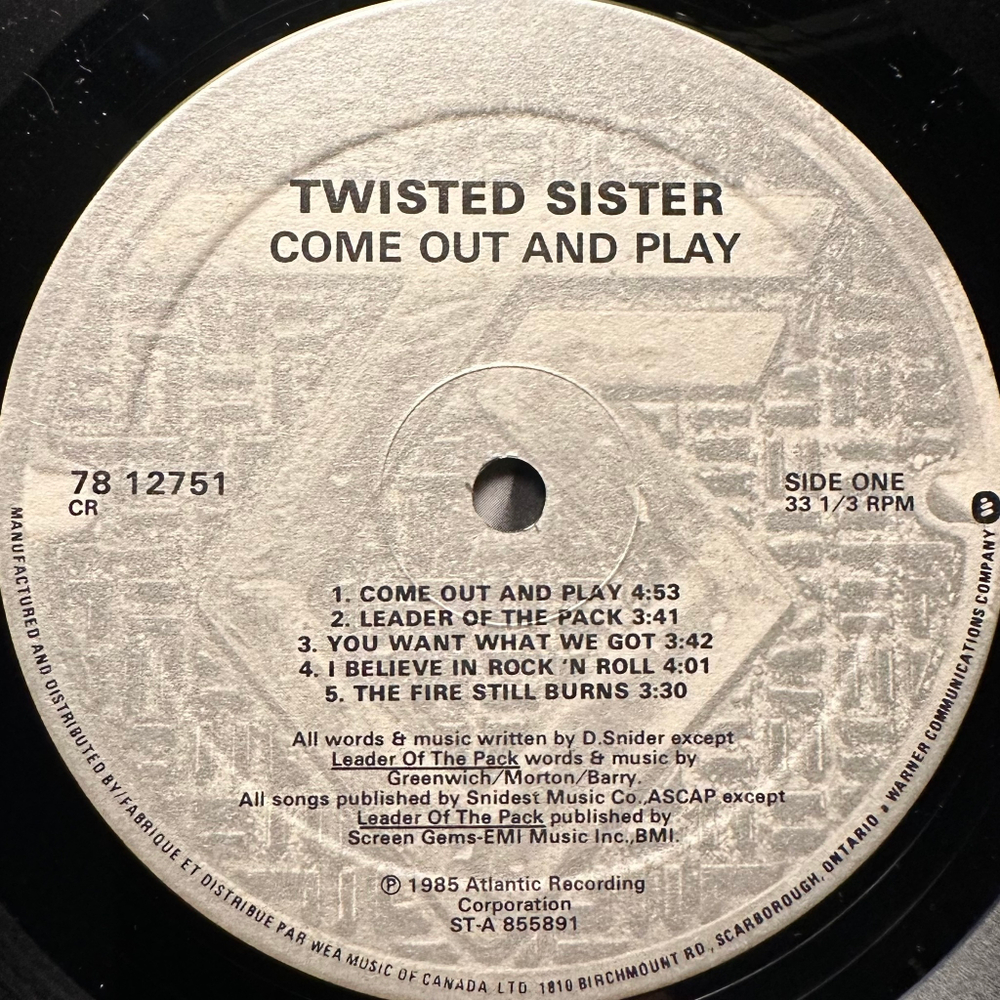 TWISTED SISTER
COME OUT AND PLAY
78 12751
CR
SIDE ONE
33 1/3 RPM
1. COME OUT AND PLAY 4:53
2. LEADER OF THE PACK 3:41
3. YOU WANT WHAT WE GOT 3:42
4. I BELIEVE IN ROCK 'N ROLL 4:01
5. THE FIRE STILL BURNS 3:30
All words & music written by D.Snider except
Leader Of The Pack words & music by
Greenwich/Morton/Barry.
All songs published by Snidest Music Co.,ASCAP except
Leader Of The Pack published by
Screen Gems-EMI Music Inc.,BMI.
℗ 1985 Atlantic Recording
Corporation
ST-A 855891
MANUFACTURED AND DISTRIBUTED BY/FABRIQUE ET DISTRIBUE PAR WEA MUSIC OF CANADA LTD. 1810 BIRCHMOUNT RD., SCARBOROUGH, ONTARIO a WARNER COMMUNICATIONS COMPANY